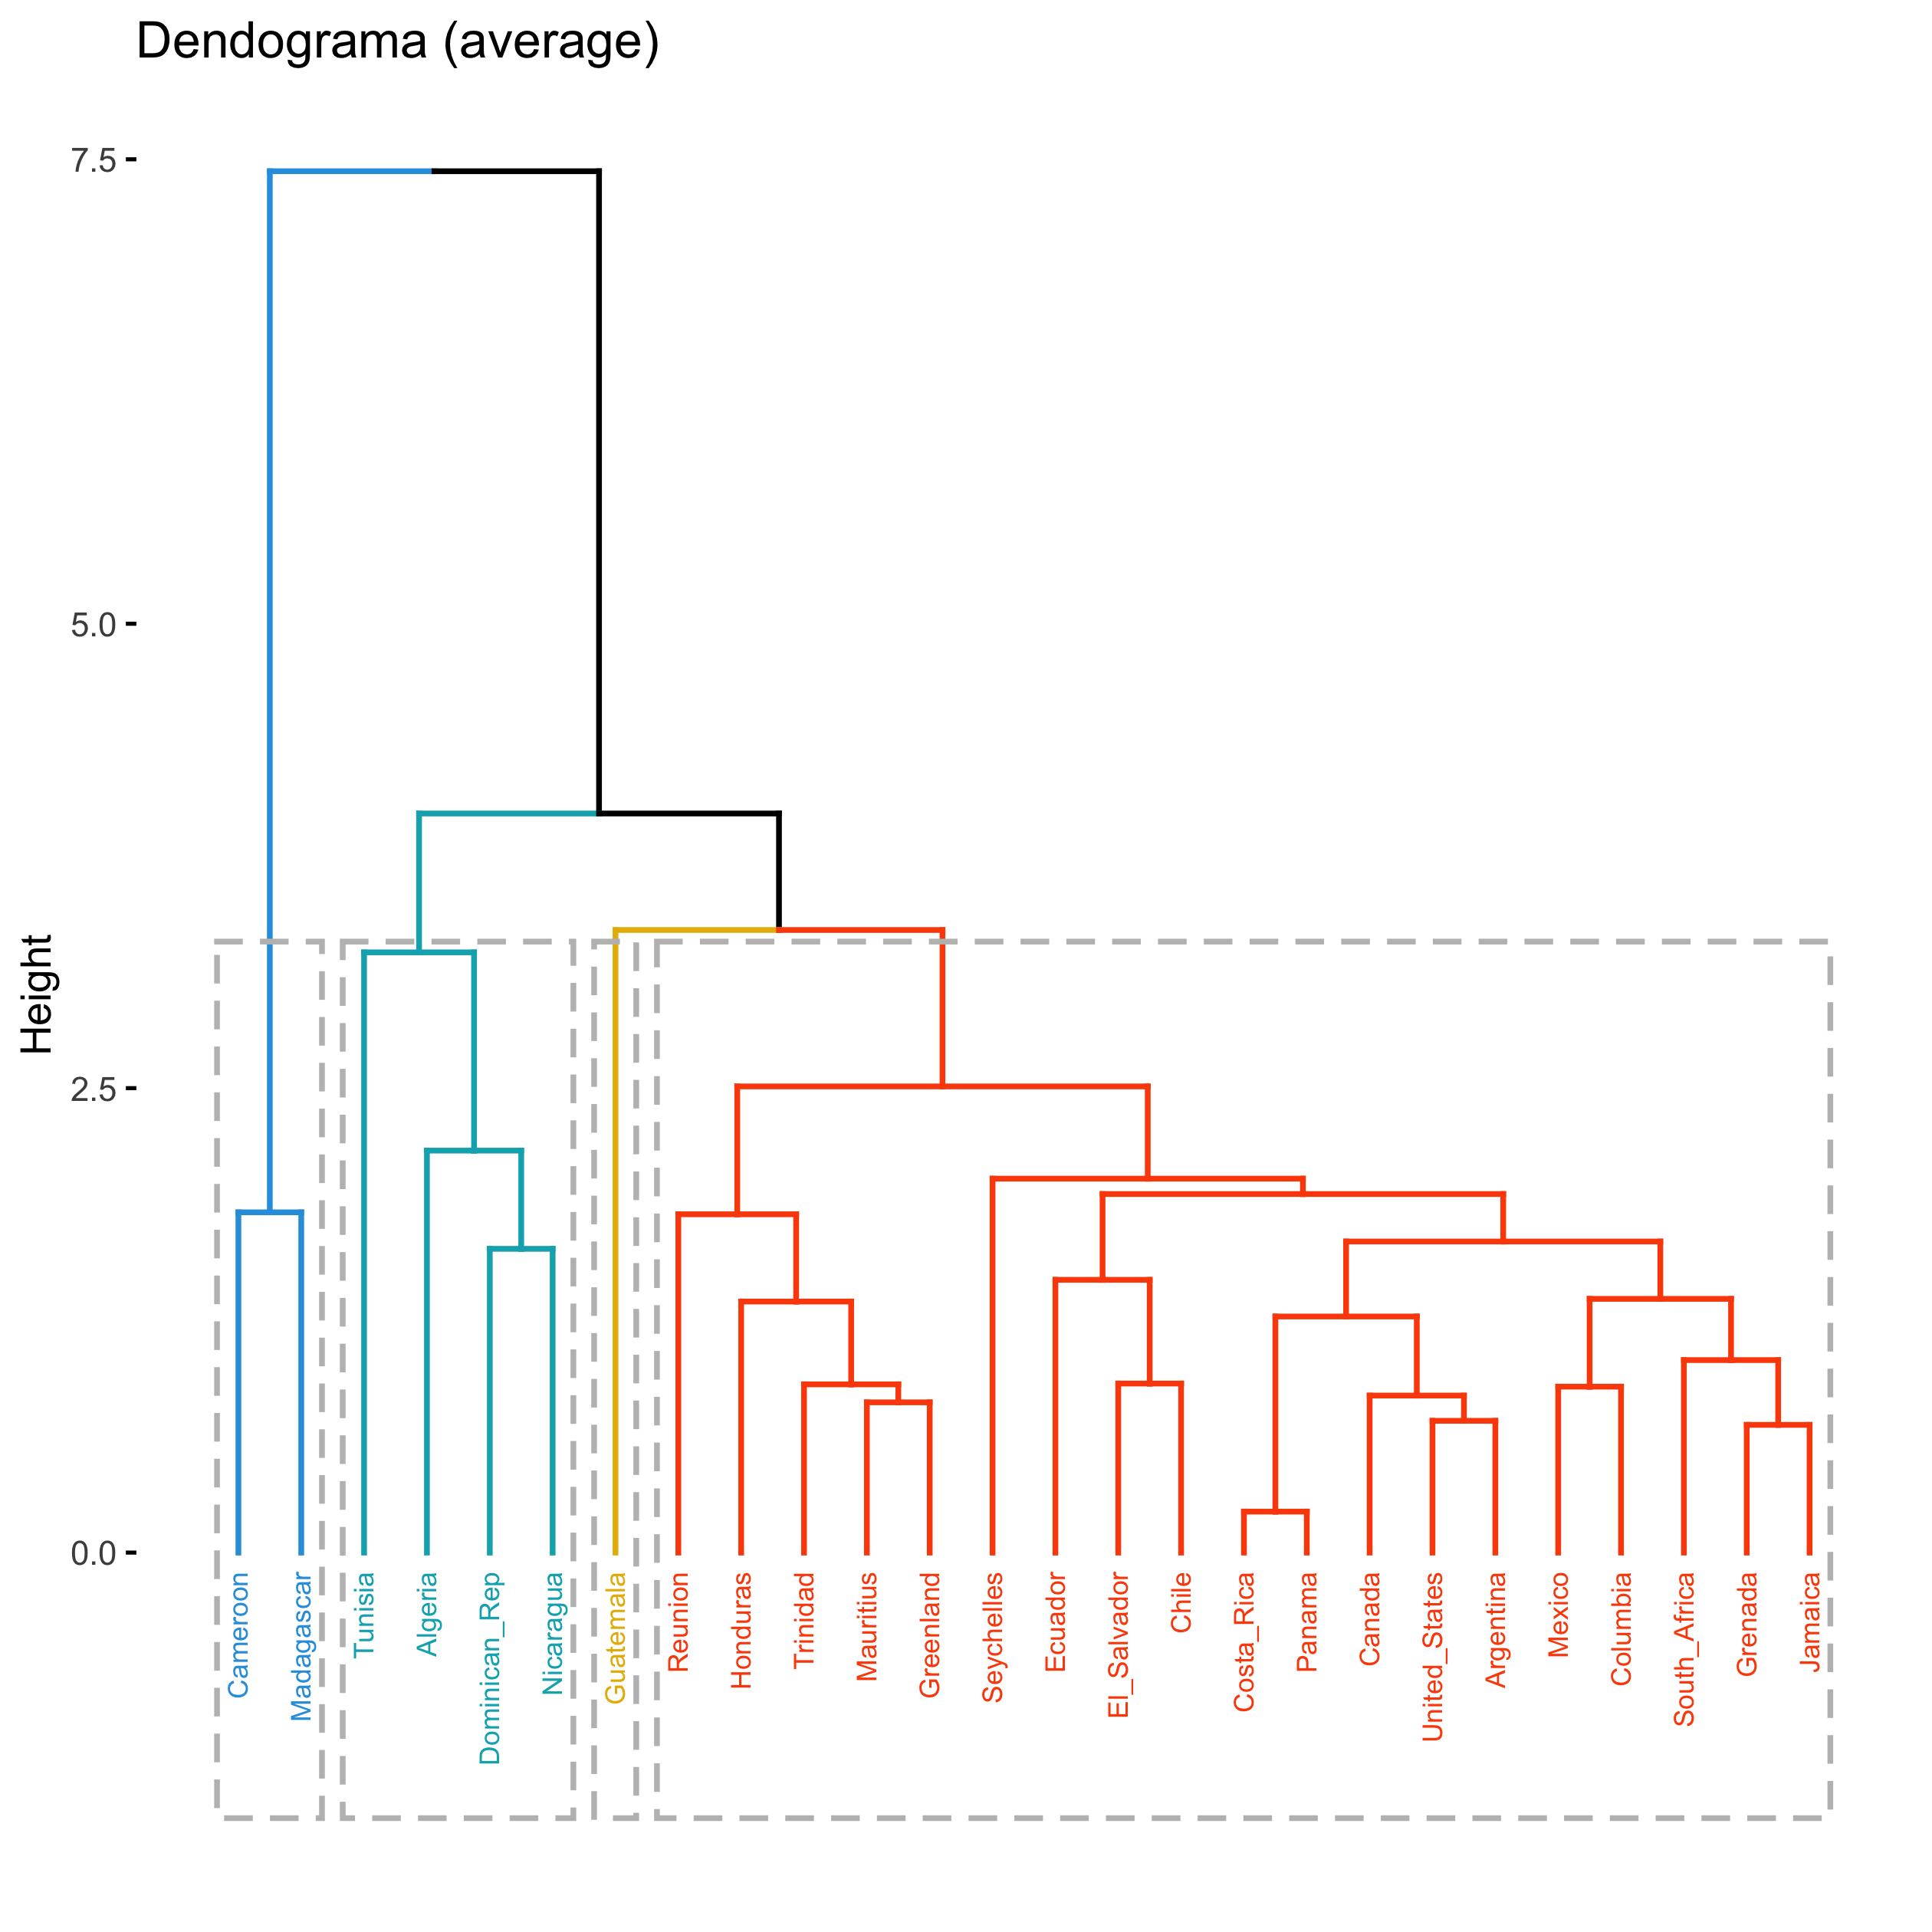 Dendograma (average)
7.5
5.0
Height
2.5
0.0
Cameroon
Madagascar
Tunisia
Algeria
Dominican_Rep
Nicaragua
Guatemala
Reunion
Honduras
Trinidad
Mauritius
Greenland
Seychelles
Ecuador
El_Salvador
Chile
Costa_Rica
Panama
Canada
United_States
Argentina
Mexico
Columbia
South_Africa
Grenada
Jamaica